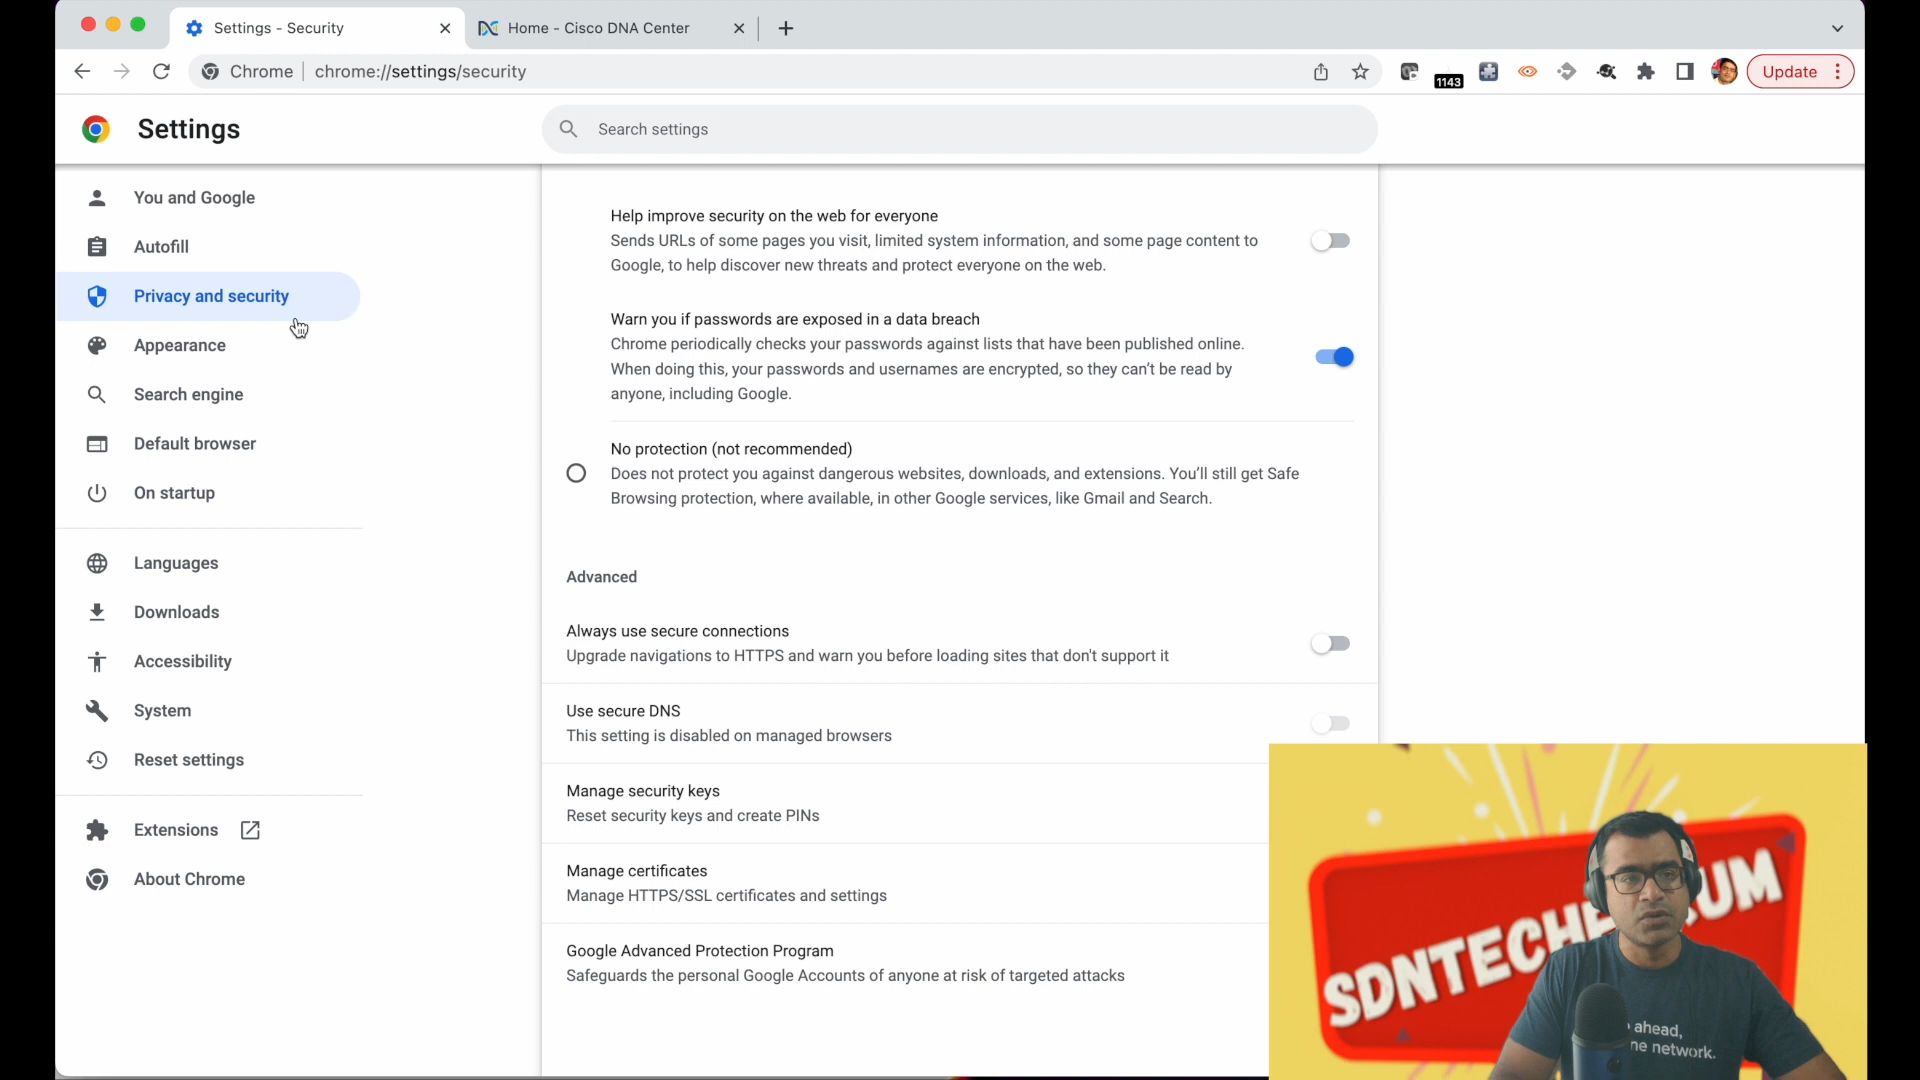 Settings - Security
Home - Cisco DNA Center
Chrome
chrome://settings/security
1143
Update
Settings
Search settings
You and Google
Autofill
Privacy and security
Appearance
Search engine
Default browser
On startup
Languages
Downloads
Accessibility
System
Reset settings
Extensions
About Chrome
Help improve security on the web for everyone
Sends URLs of some pages you visit, limited system information, and some page content to
Google, to help discover new threats and protect everyone on the web.
Warn you if passwords are exposed in a data breach
Chrome periodically checks your passwords against lists that have been published online.
When doing this, your passwords and usernames are encrypted, so they can't be read by
anyone, including Google.
No protection (not recommended)
Does not protect you against dangerous websites, downloads, and extensions. You'll still get Safe
Browsing protection, where available, in other Google services, like Gmail and Search.
Advanced
Always use secure connections
Upgrade navigations to HTTPS and warn you before loading sites that don't support it
Use secure DNS
This setting is disabled on managed browsers
Manage security keys
Reset security keys and create PINs
Manage certificates
Manage HTTPS/SSL certificates and settings
Google Advanced Protection Program
Safeguards the personal Google Accounts of anyone at risk of targeted attacks
ahead,
network.